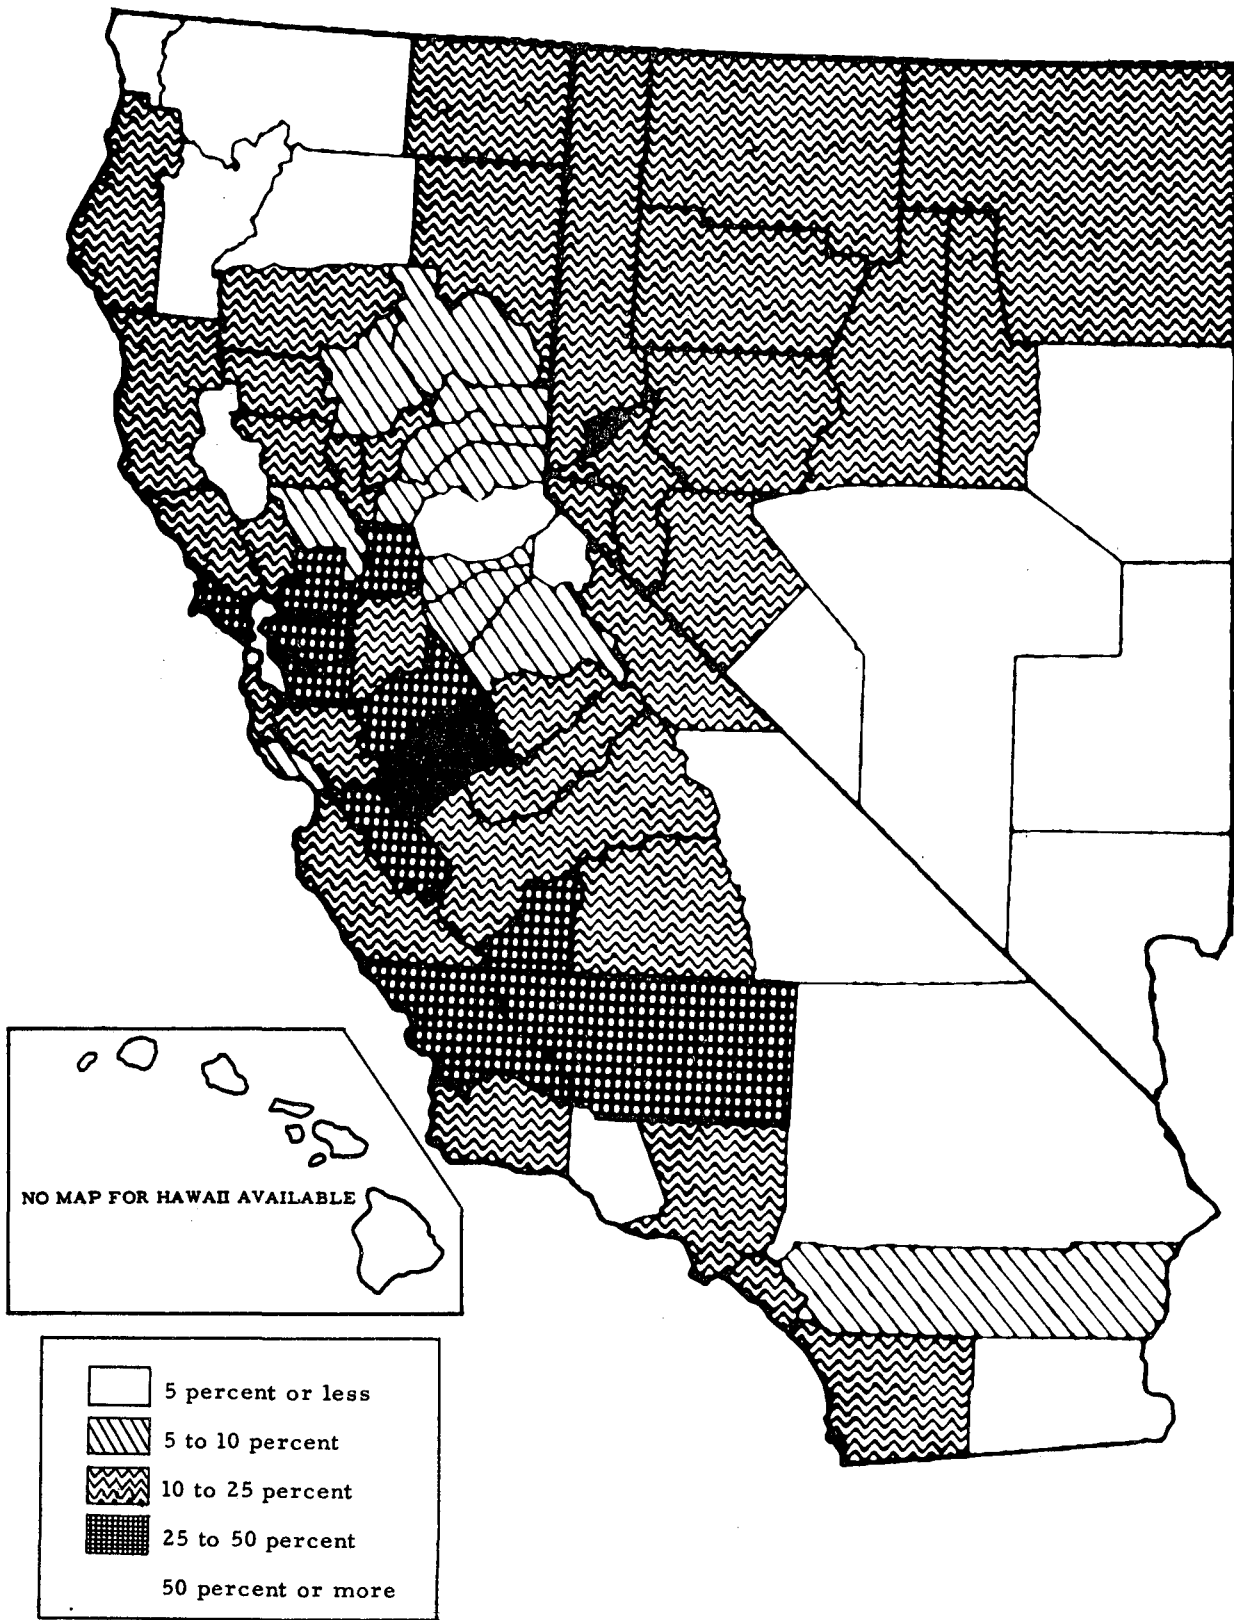 NO MAP FOR HAWAII AVAILABLE
5 percent or less
5 to 10 percent
10 to 25 percent
25 to 50 percent
50 percent or more